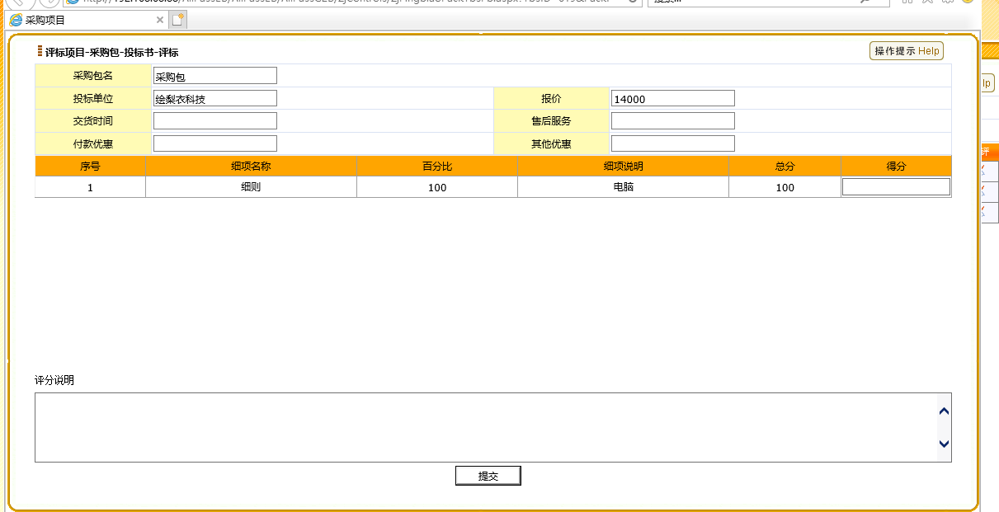 采购项目
评标项目-采购包-投标书-评标
操作提示 Help
采购包名 采购包
投标单位 绘梨衣科技 报价 14000
交货时间 售后服务
付款优惠 其他优惠
序号 细项名称 百分比 细项说明 总分 得分
1 细则 100 电脑 100
评分说明
提交
lp
评